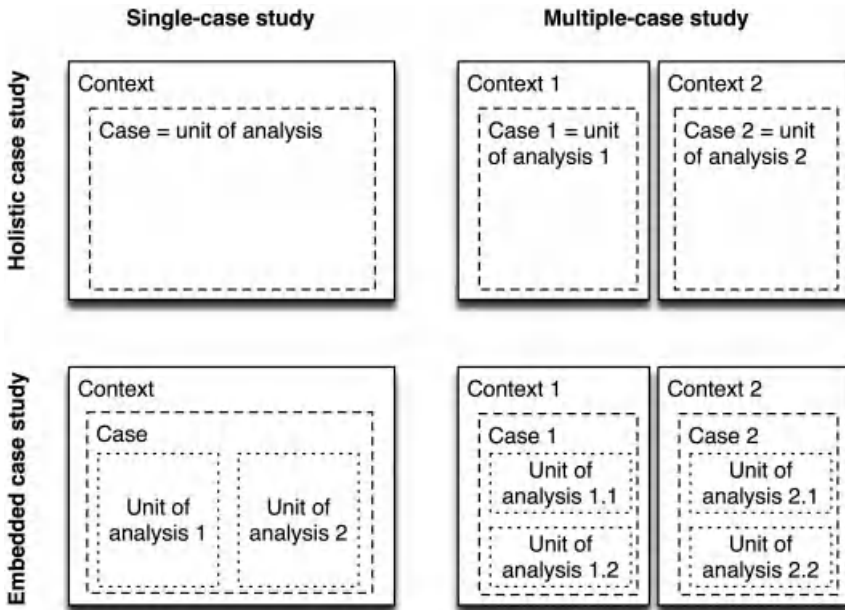 Single-case study
Multiple-case study
Holistic case study
Context
Case = unit of analysis
Context 1
Case 1 = unit
of analysis 1
Context 2
Case 2 = unit
of analysis 2
Embedded case study
Context
Case
Unit of
analysis 1
Unit of
analysis 2
Context 1
Case 1
Unit of
analysis 1.1
Unit of
analysis 1.2
Context 2
Case 2
Unit of
analysis 2.1
Unit of
analysis 2.2